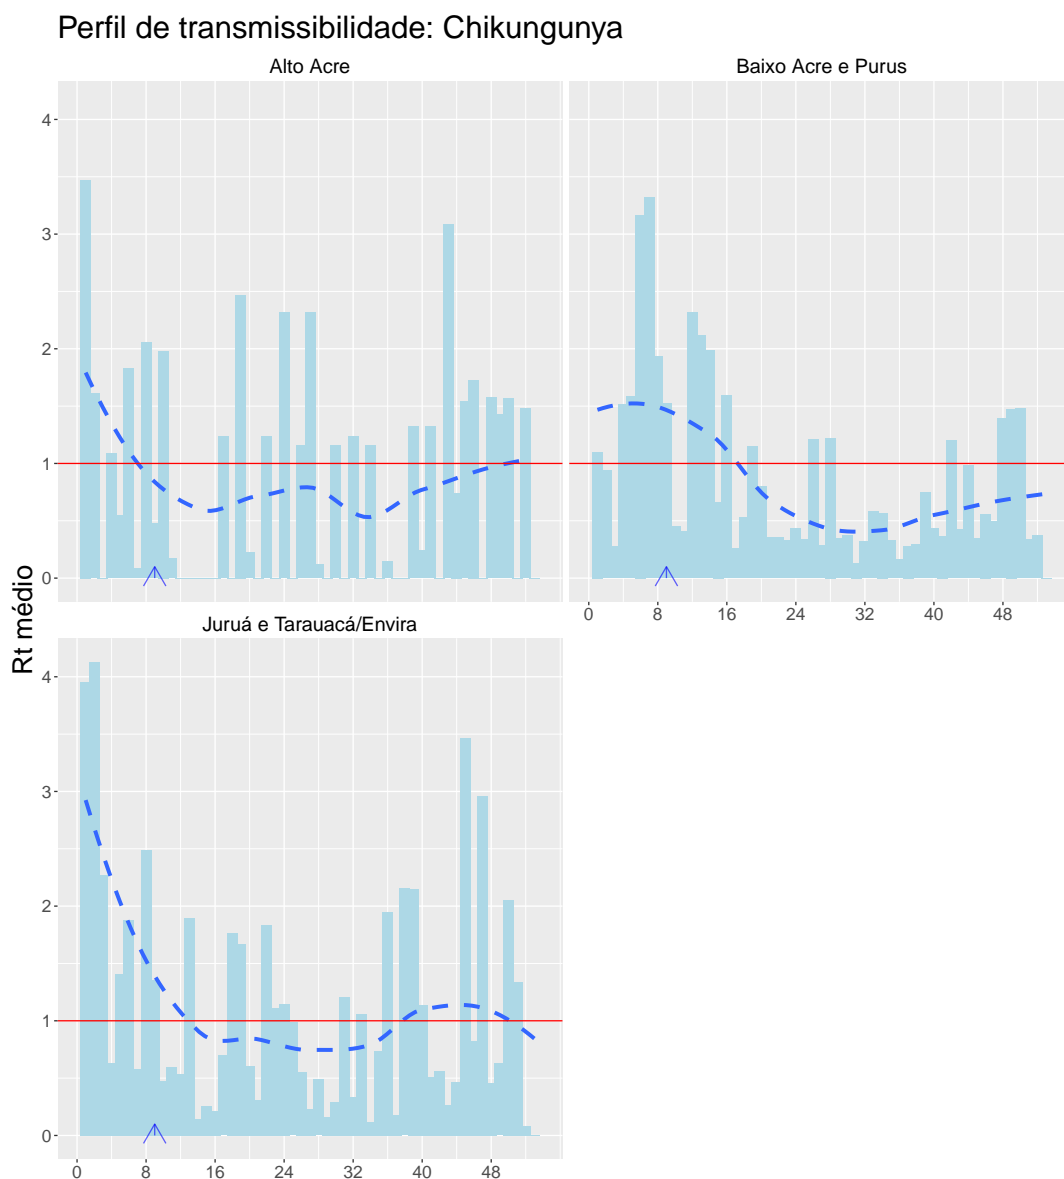 Perfil de transmissibilidade: Chikungunya
Alto Acre
Baixo Acre e Purus
4
3
2
1
0
0 8 16 24 32 40 48
Rt médio
Juruá e Tarauacá/Envira
4
3
2
1
0
0 8 16 24 32 40 48